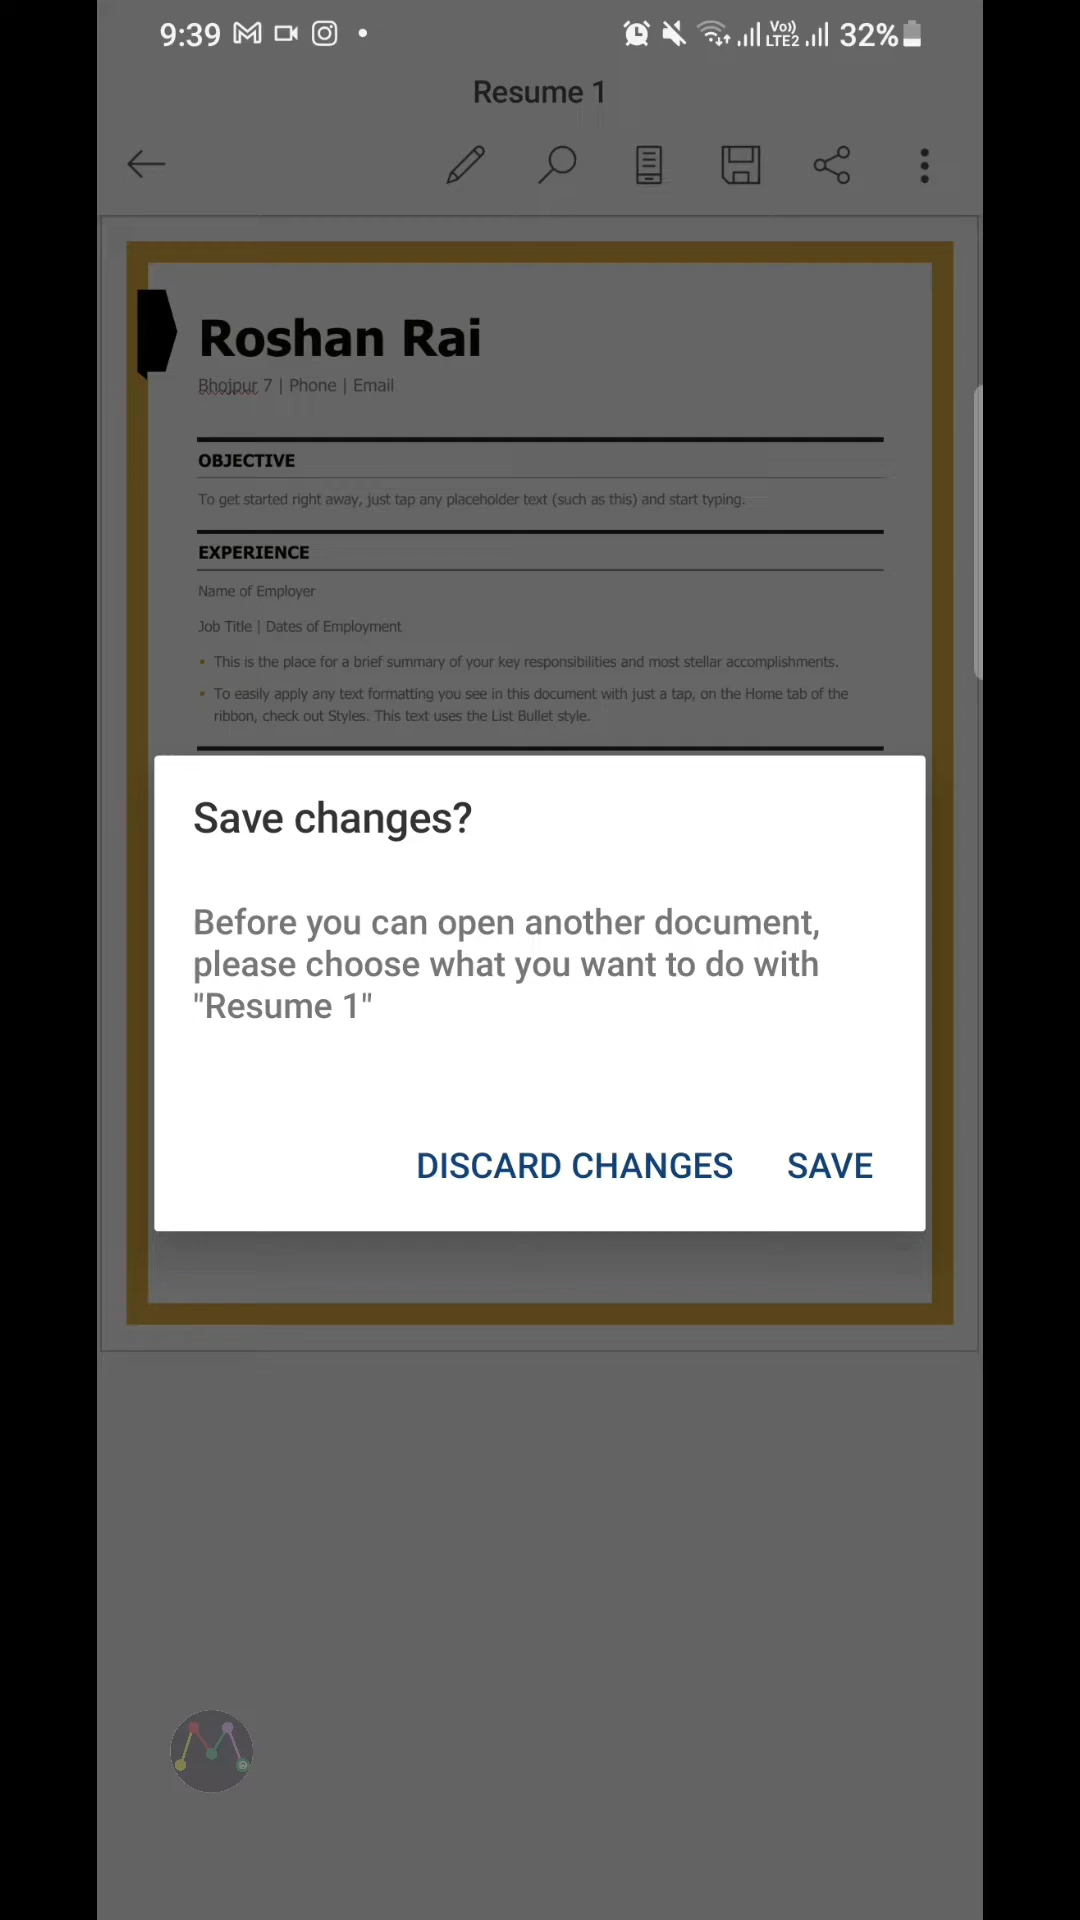 9:39
Vo))
LTE2
32%
Resume 1
Roshan Rai
Bhojpur 7 | Phone | Email
OBJECTIVE
To get started right away, just tap any placeholder text (such as this) and start typing.
EXPERIENCE
Name of Employer
Job Title | Dates of Employment
• This is the place for a brief summary of your key responsibilities and most stellar accomplishments.
• To easily apply any text formatting you see in this document with just a tap, on the Home tab of the
ribbon, check out Styles. This text uses the List Bullet style.
Save changes?
Before you can open another document,
please choose what you want to do with
"Resume 1"
DISCARD CHANGES SAVE